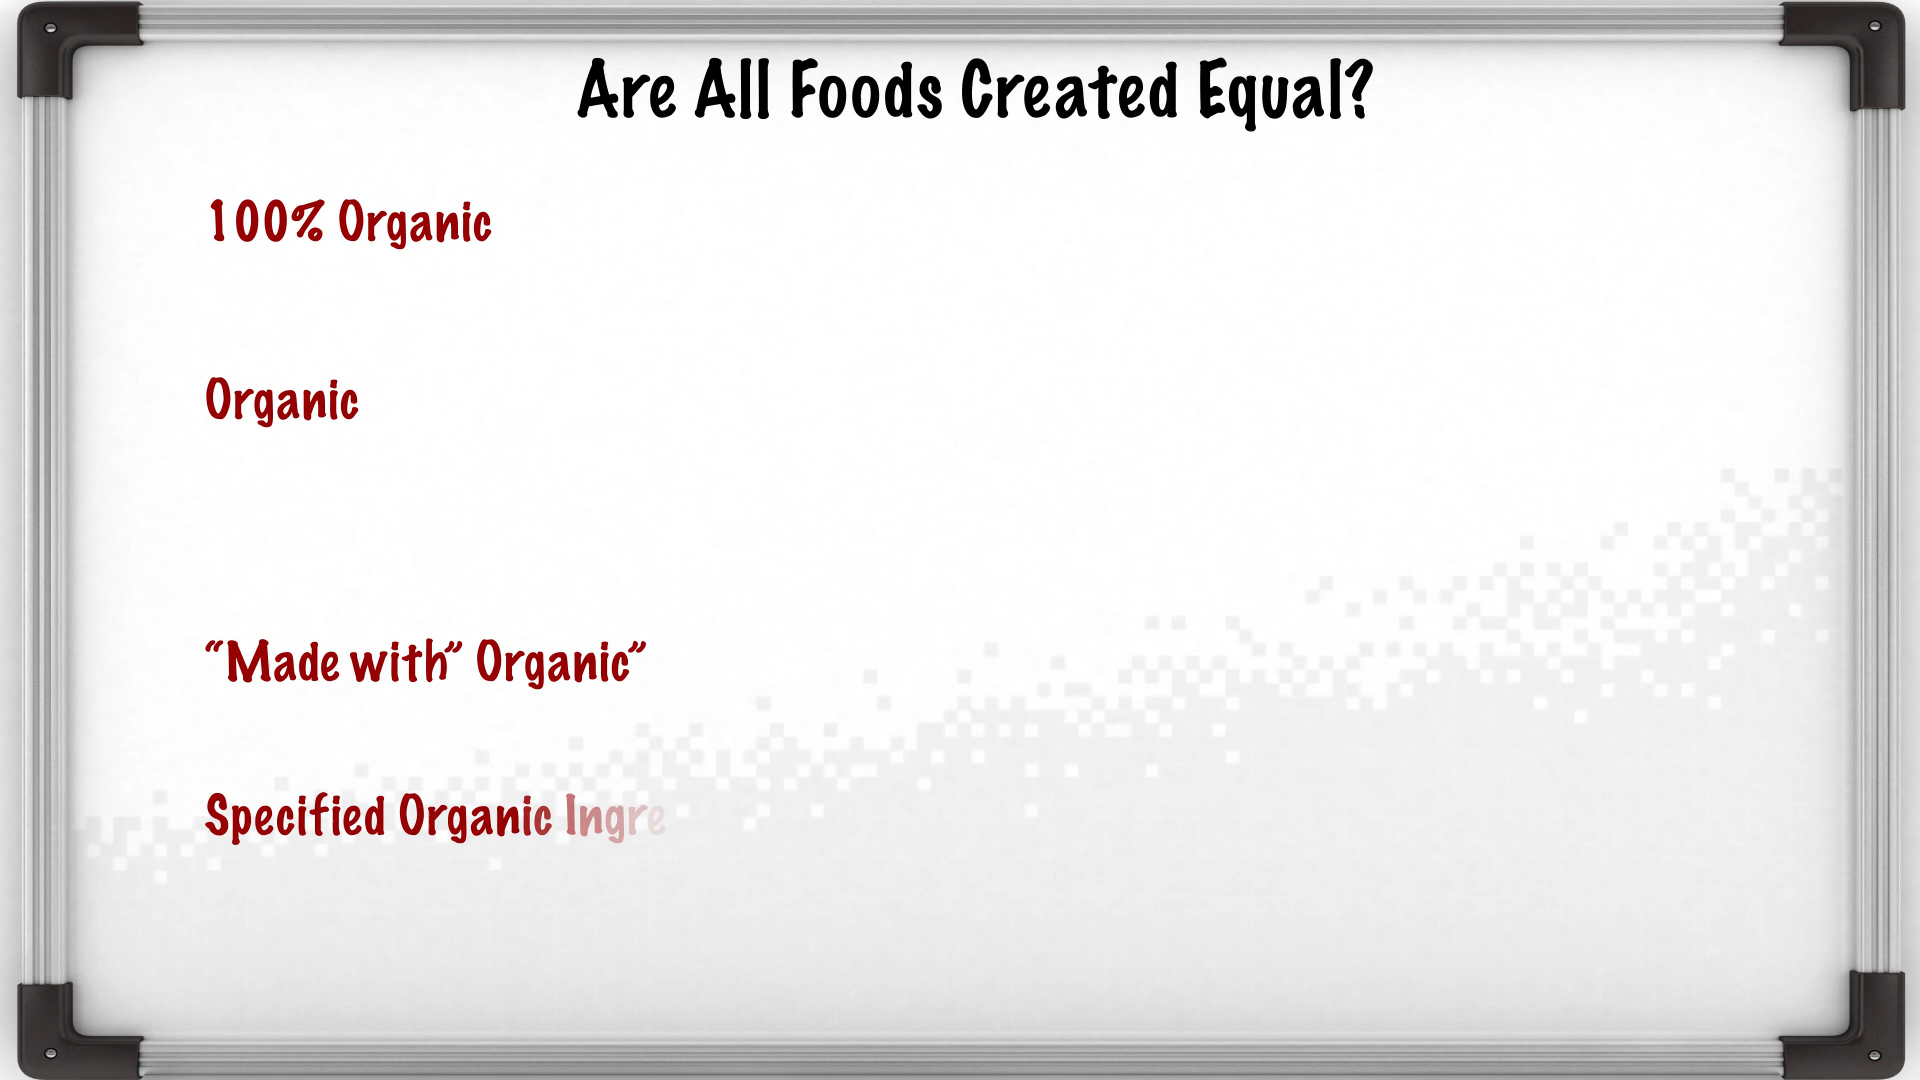 Are All Foods Created Equal?
100% Organic
Organic
“Made with” Organic”
Specified Organic Ingre